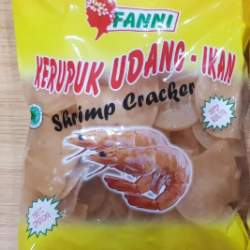 FANNI
KERUPUK UDANG - IKAN
Shrimp Cracker